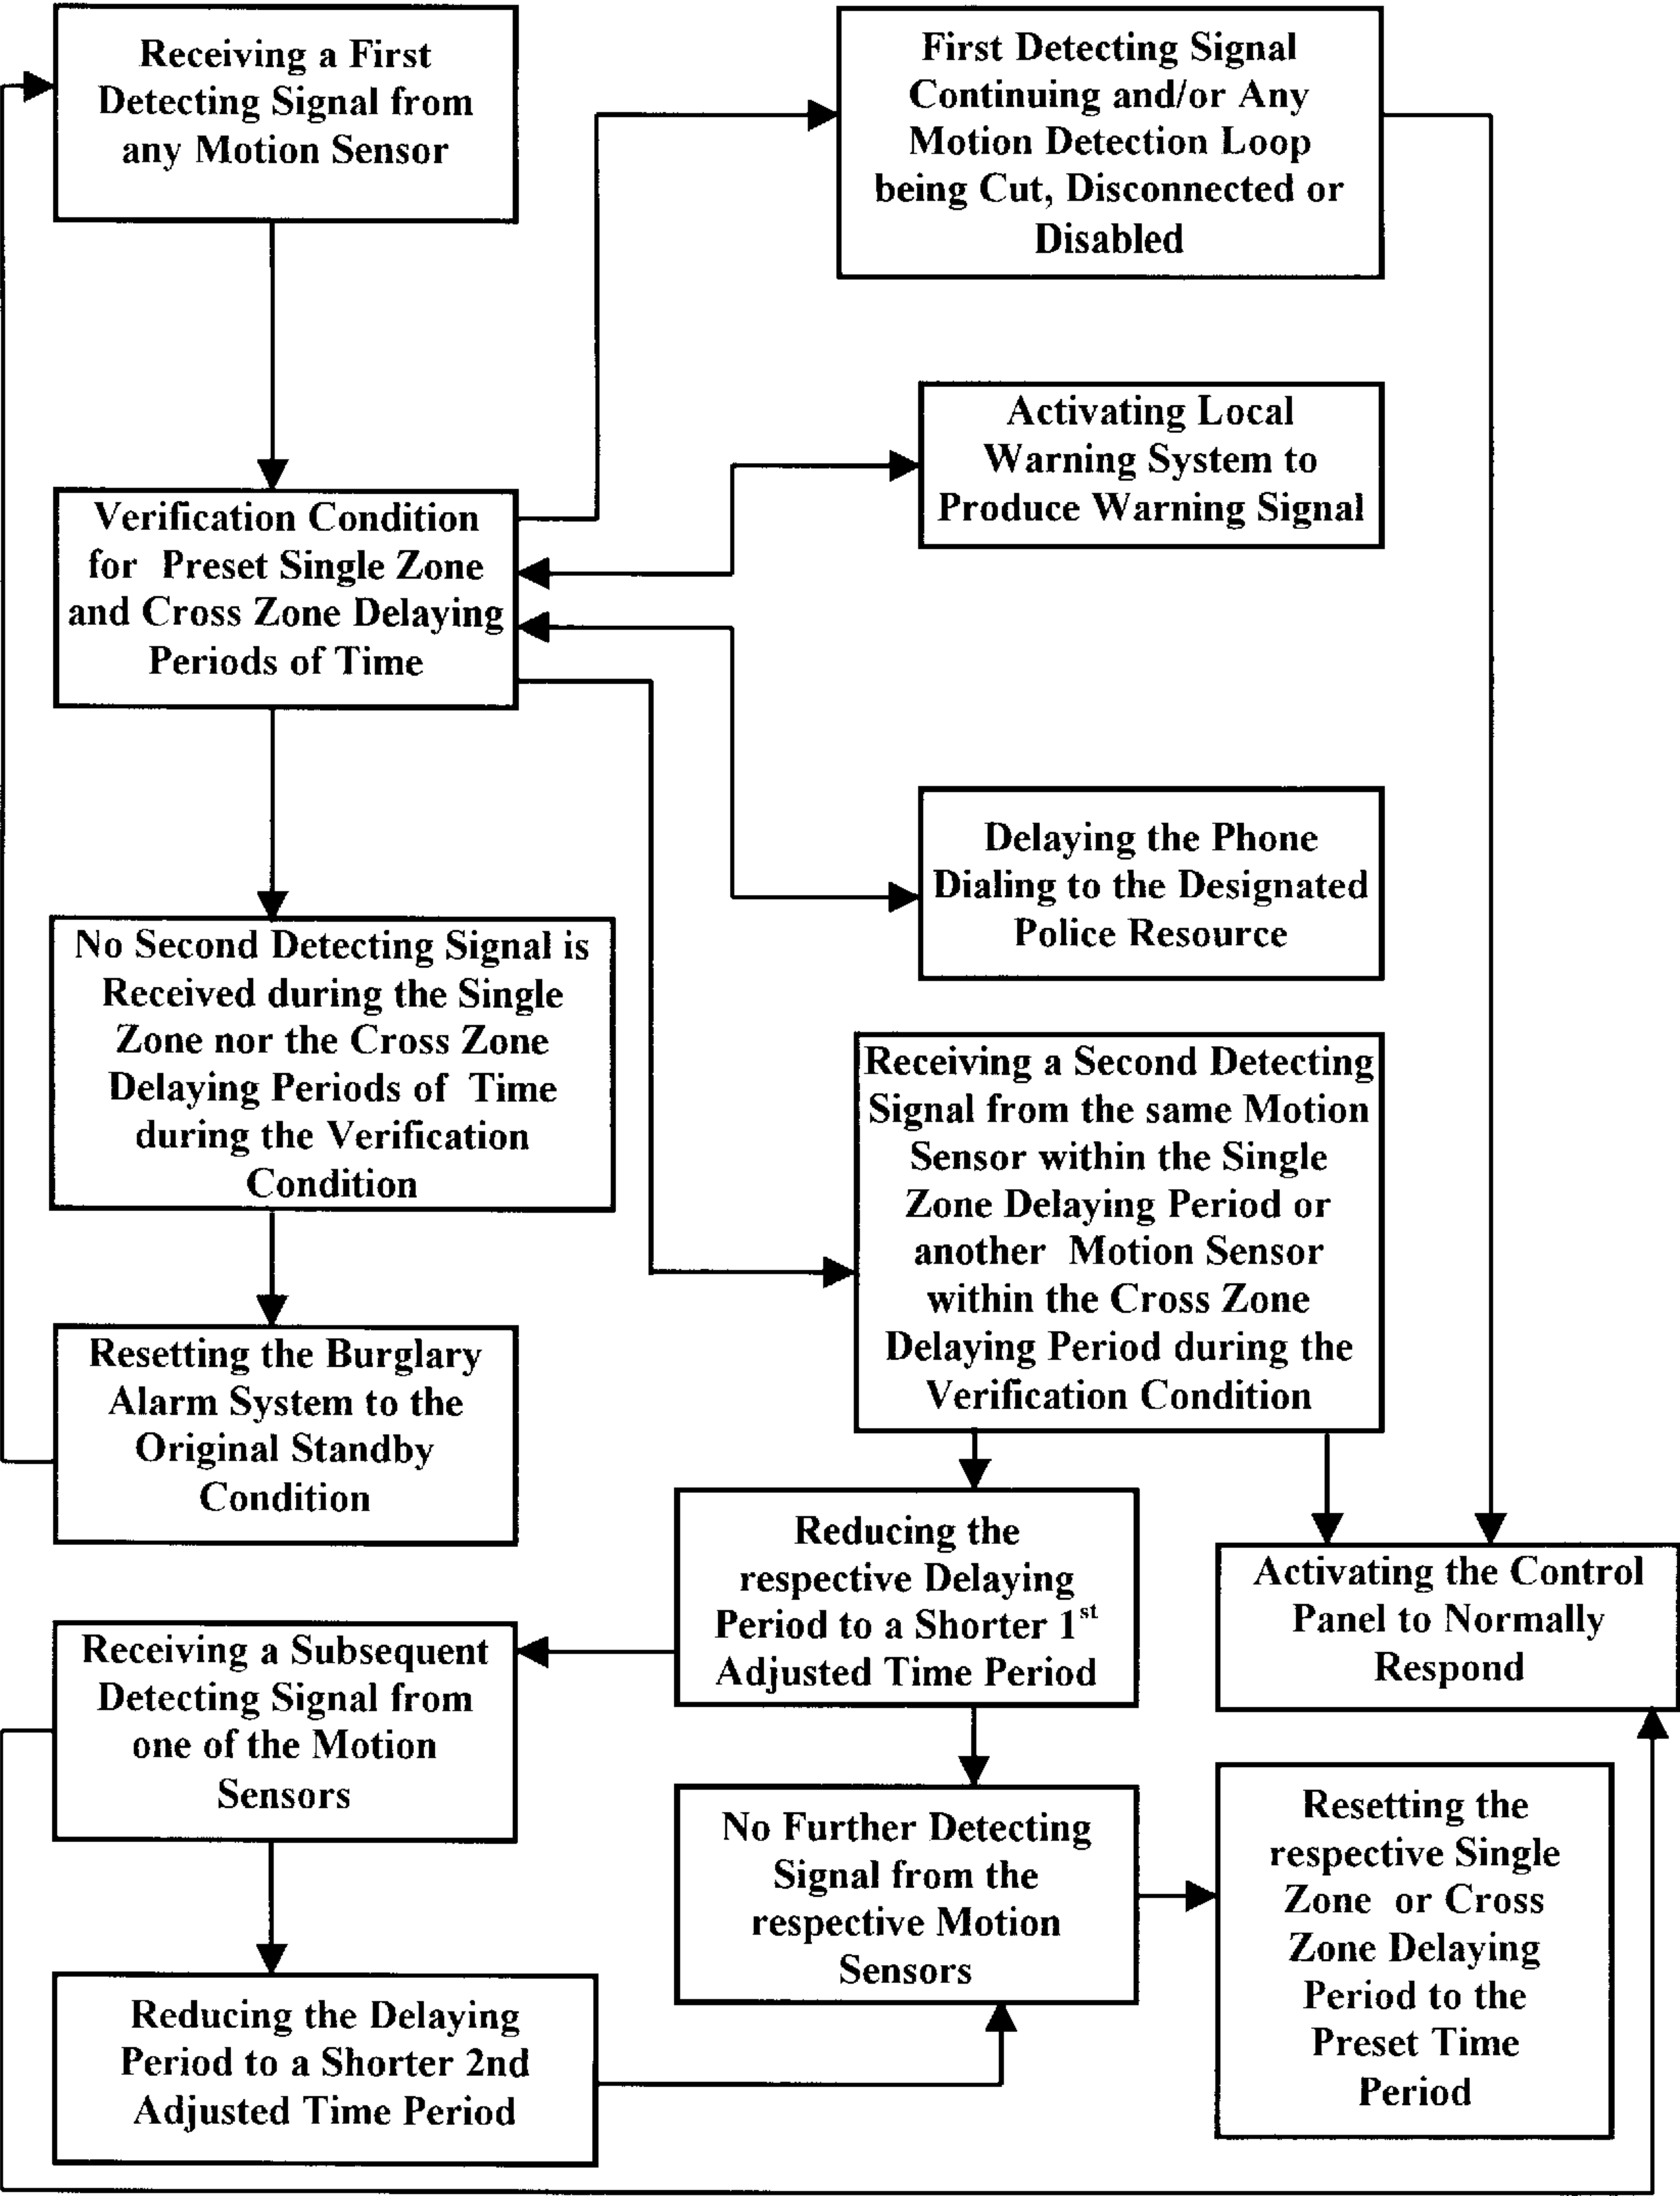 Receiving a First
Detecting Signal from
any Motion Sensor
First Detecting Signal
Continuing and/or Any
Motion Detection Loop
being Cut, Disconnected or
Disabled
Activating Local
Warning System to
Produce Warning Signal
Verification Condition
for Preset Single Zone
and Cross Zone Delaying
Periods of Time
Delaying the Phone
Dialing to the Designated
Police Resource
No Second Detecting Signal is
Received during the Single
Zone nor the Cross Zone
Delaying Periods of Time
during the Verification
Condition
Receiving a Second Detecting
Signal from the same Motion
Sensor within the Single
Zone Delaying Period or
another Motion Sensor
within the Cross Zone
Delaying Period during the
Verification Condition
Resetting the Burglary
Alarm System to the
Original Standby
Condition
Reducing the
respective Delaying
Period to a Shorter 1st
Adjusted Time Period
Activating the Control
Panel to Normally
Respond
Receiving a Subsequent
Detecting Signal from
one of the Motion
Sensors
No Further Detecting
Signal from the
respective Motion
Sensors
Resetting the
respective Single
Zone or Cross
Zone Delaying
Period to the
Preset Time
Period
Reducing the Delaying
Period to a Shorter 2nd
Adjusted Time Period